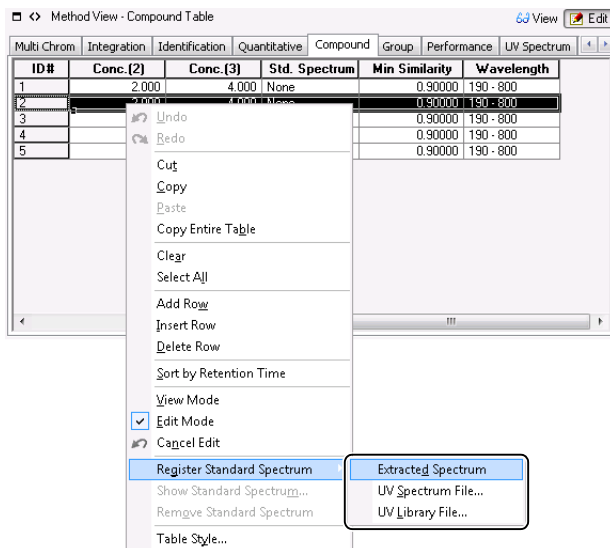 Method View - Compound Table View Edit
Multi Chrom Integration Identification Quantitative Compound Group Performance UV Spectrum
ID# Conc.(2) Conc.(3) Std. Spectrum Min Similarity Wavelength
1 2.000 4.000 None 0.90000 190 - 800
2 2.000 4.000 None 0.90000 190 - 800
3 0.90000 190 - 800
4 0.90000 190 - 800
5 0.90000 190 - 800
Undo
Redo
Cut
Copy
Paste
Copy Entire Table
Clear
Select All
Add Row
Insert Row
Delete Row
Sort by Retention Time
View Mode
Edit Mode
Cancel Edit
Register Standard Spectrum Extracted Spectrum
Show Standard Spectrum... UV Spectrum File...
Remove Standard Spectrum UV Library File...
Table Style...